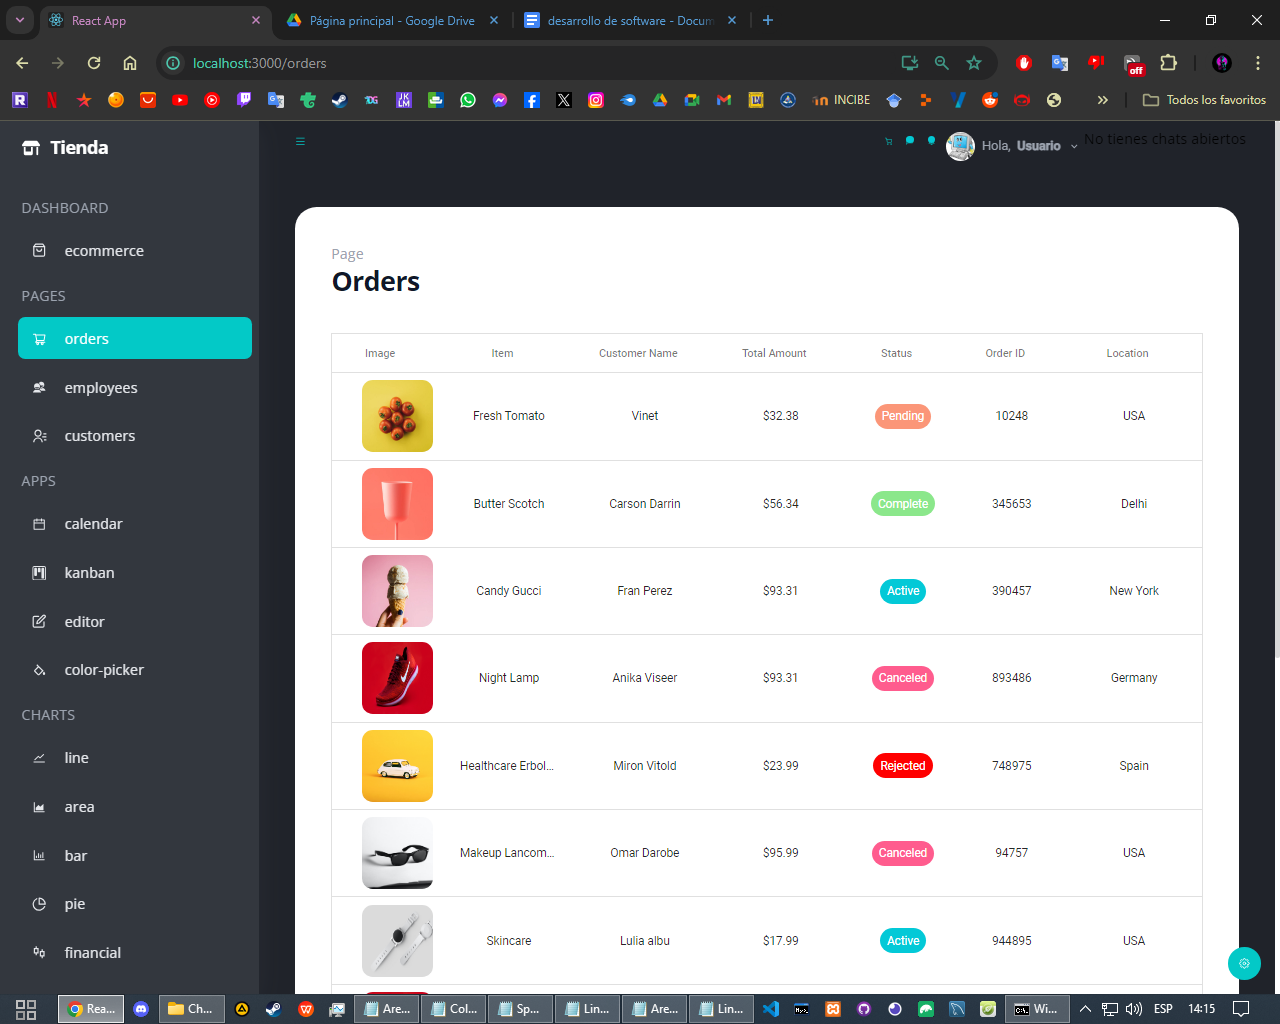 React App
Página principal - Google Drive
desarrollo de software - Docum
localhost:3000/orders
off
INCIBE
Todos los favoritos
Tienda
Hola, Usuario
No tienes chats abiertos
DASHBOARD
ecommerce
PAGES
orders
employees
customers
APPS
calendar
kanban
editor
color-picker
CHARTS
line
area
bar
pie
financial
Page
Orders
Image Item Customer Name Total Amount Status Order ID Location
Fresh Tomato Vinet $32.38 Pending 10248 USA
Butter Scotch Carson Darrin $56.34 Complete 345653 Delhi
Candy Gucci Fran Perez $93.31 Active 390457 New York
Night Lamp Anika Viseer $93.31 Canceled 893486 Germany
Healthcare Erbol... Miron Vitold $23.99 Rejected 748975 Spain
Makeup Lancom... Omar Darobe $95.99 Canceled 94757 USA
Skincare Lulia albu $17.99 Active 944895 USA
Rea... Ch... Are... Col... Sp... Lin... Are... Lin... Wi... ESP 14:15